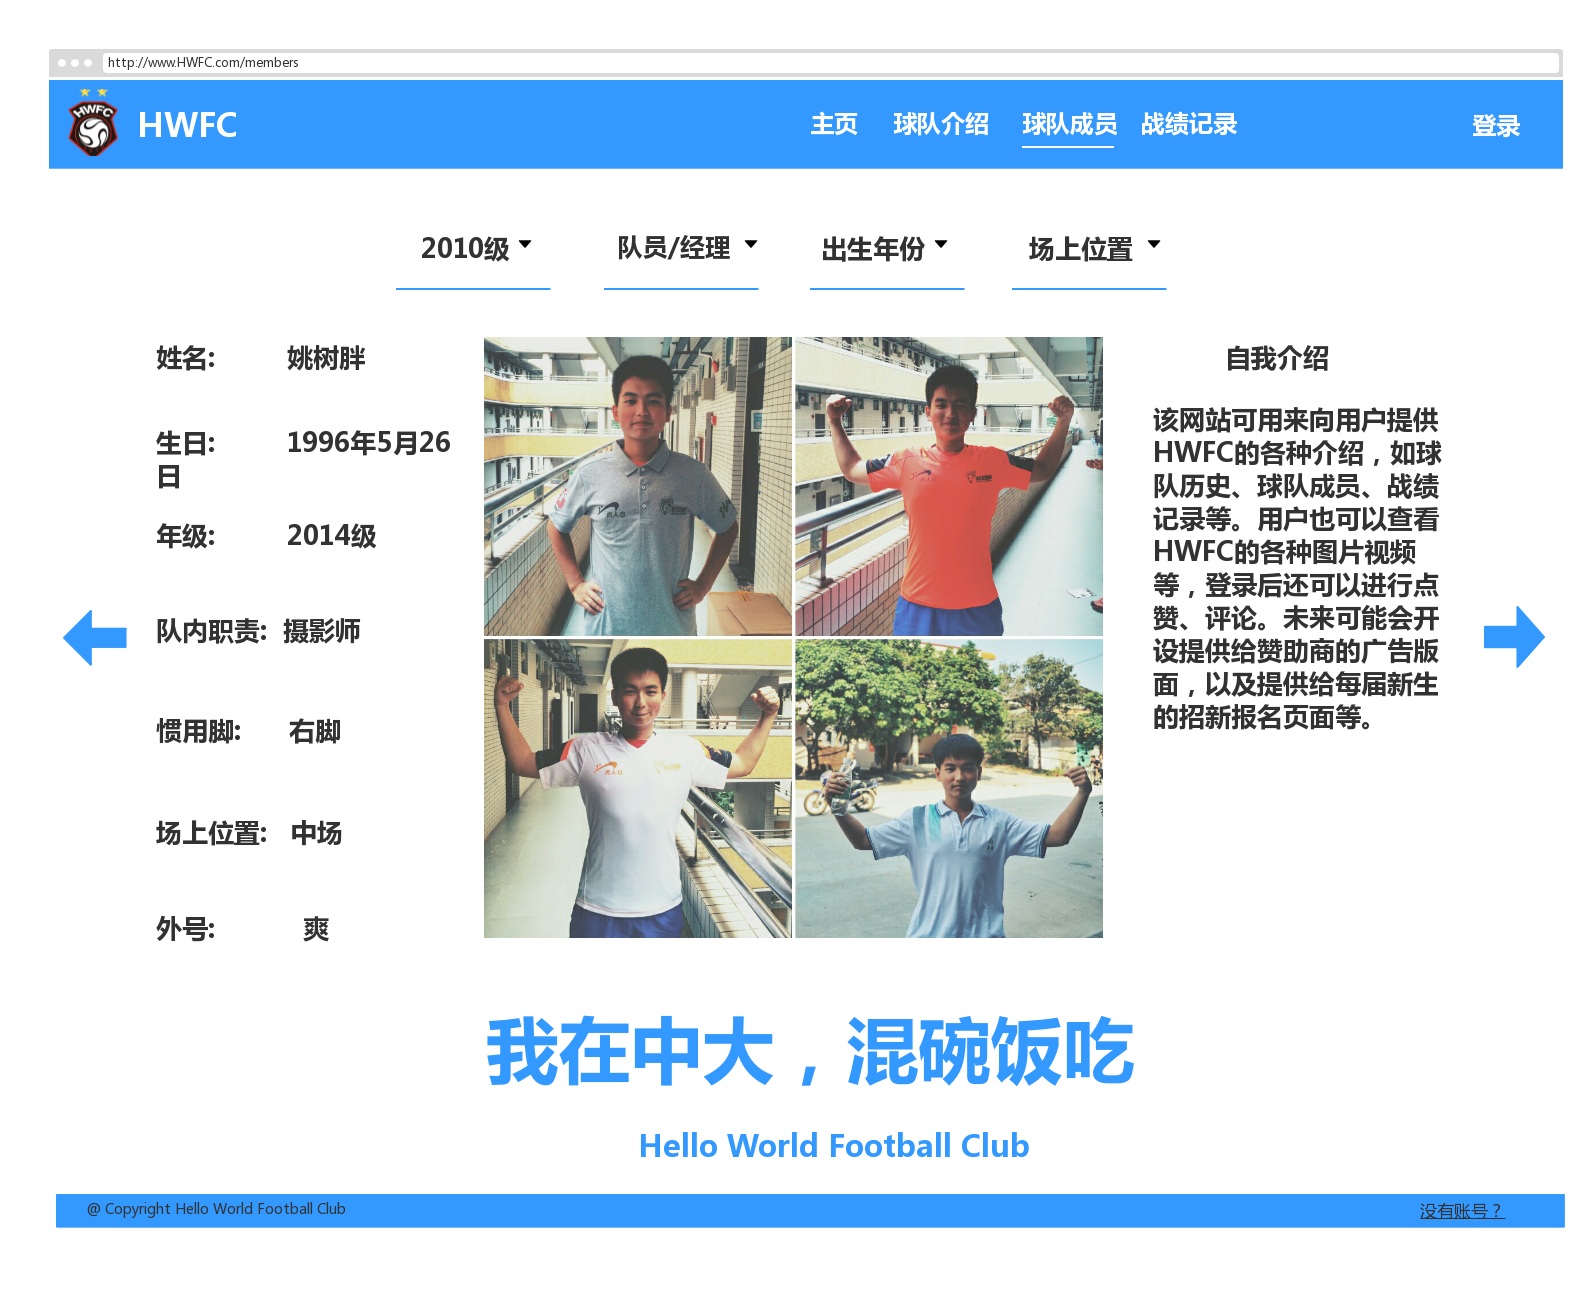 http://www.HWFC.com/members
HWFC
HWFC
主页 球队介绍 球队成员 战绩记录 登录
2010级 队员/经理 出生年份 场上位置
姓名: 姚树胖
生日: 1996年5月26
日
年级: 2014级
队内职责: 摄影师
惯用脚: 右脚
场上位置: 中场
外号: 爽
自我介绍
该网站可用来向用户提供
HWFC的各种介绍，如球
队历史、球队成员、战绩
记录等。用户也可以查看
HWFC的各种图片视频
等，登录后还可以进行点
赞、评论。未来可能会开
设提供给赞助商的广告版
面，以及提供给每届新生
的招新报名页面等。
我在中大，混碗饭吃
Hello World Football Club
@ Copyright Hello World Football Club
没有账号？